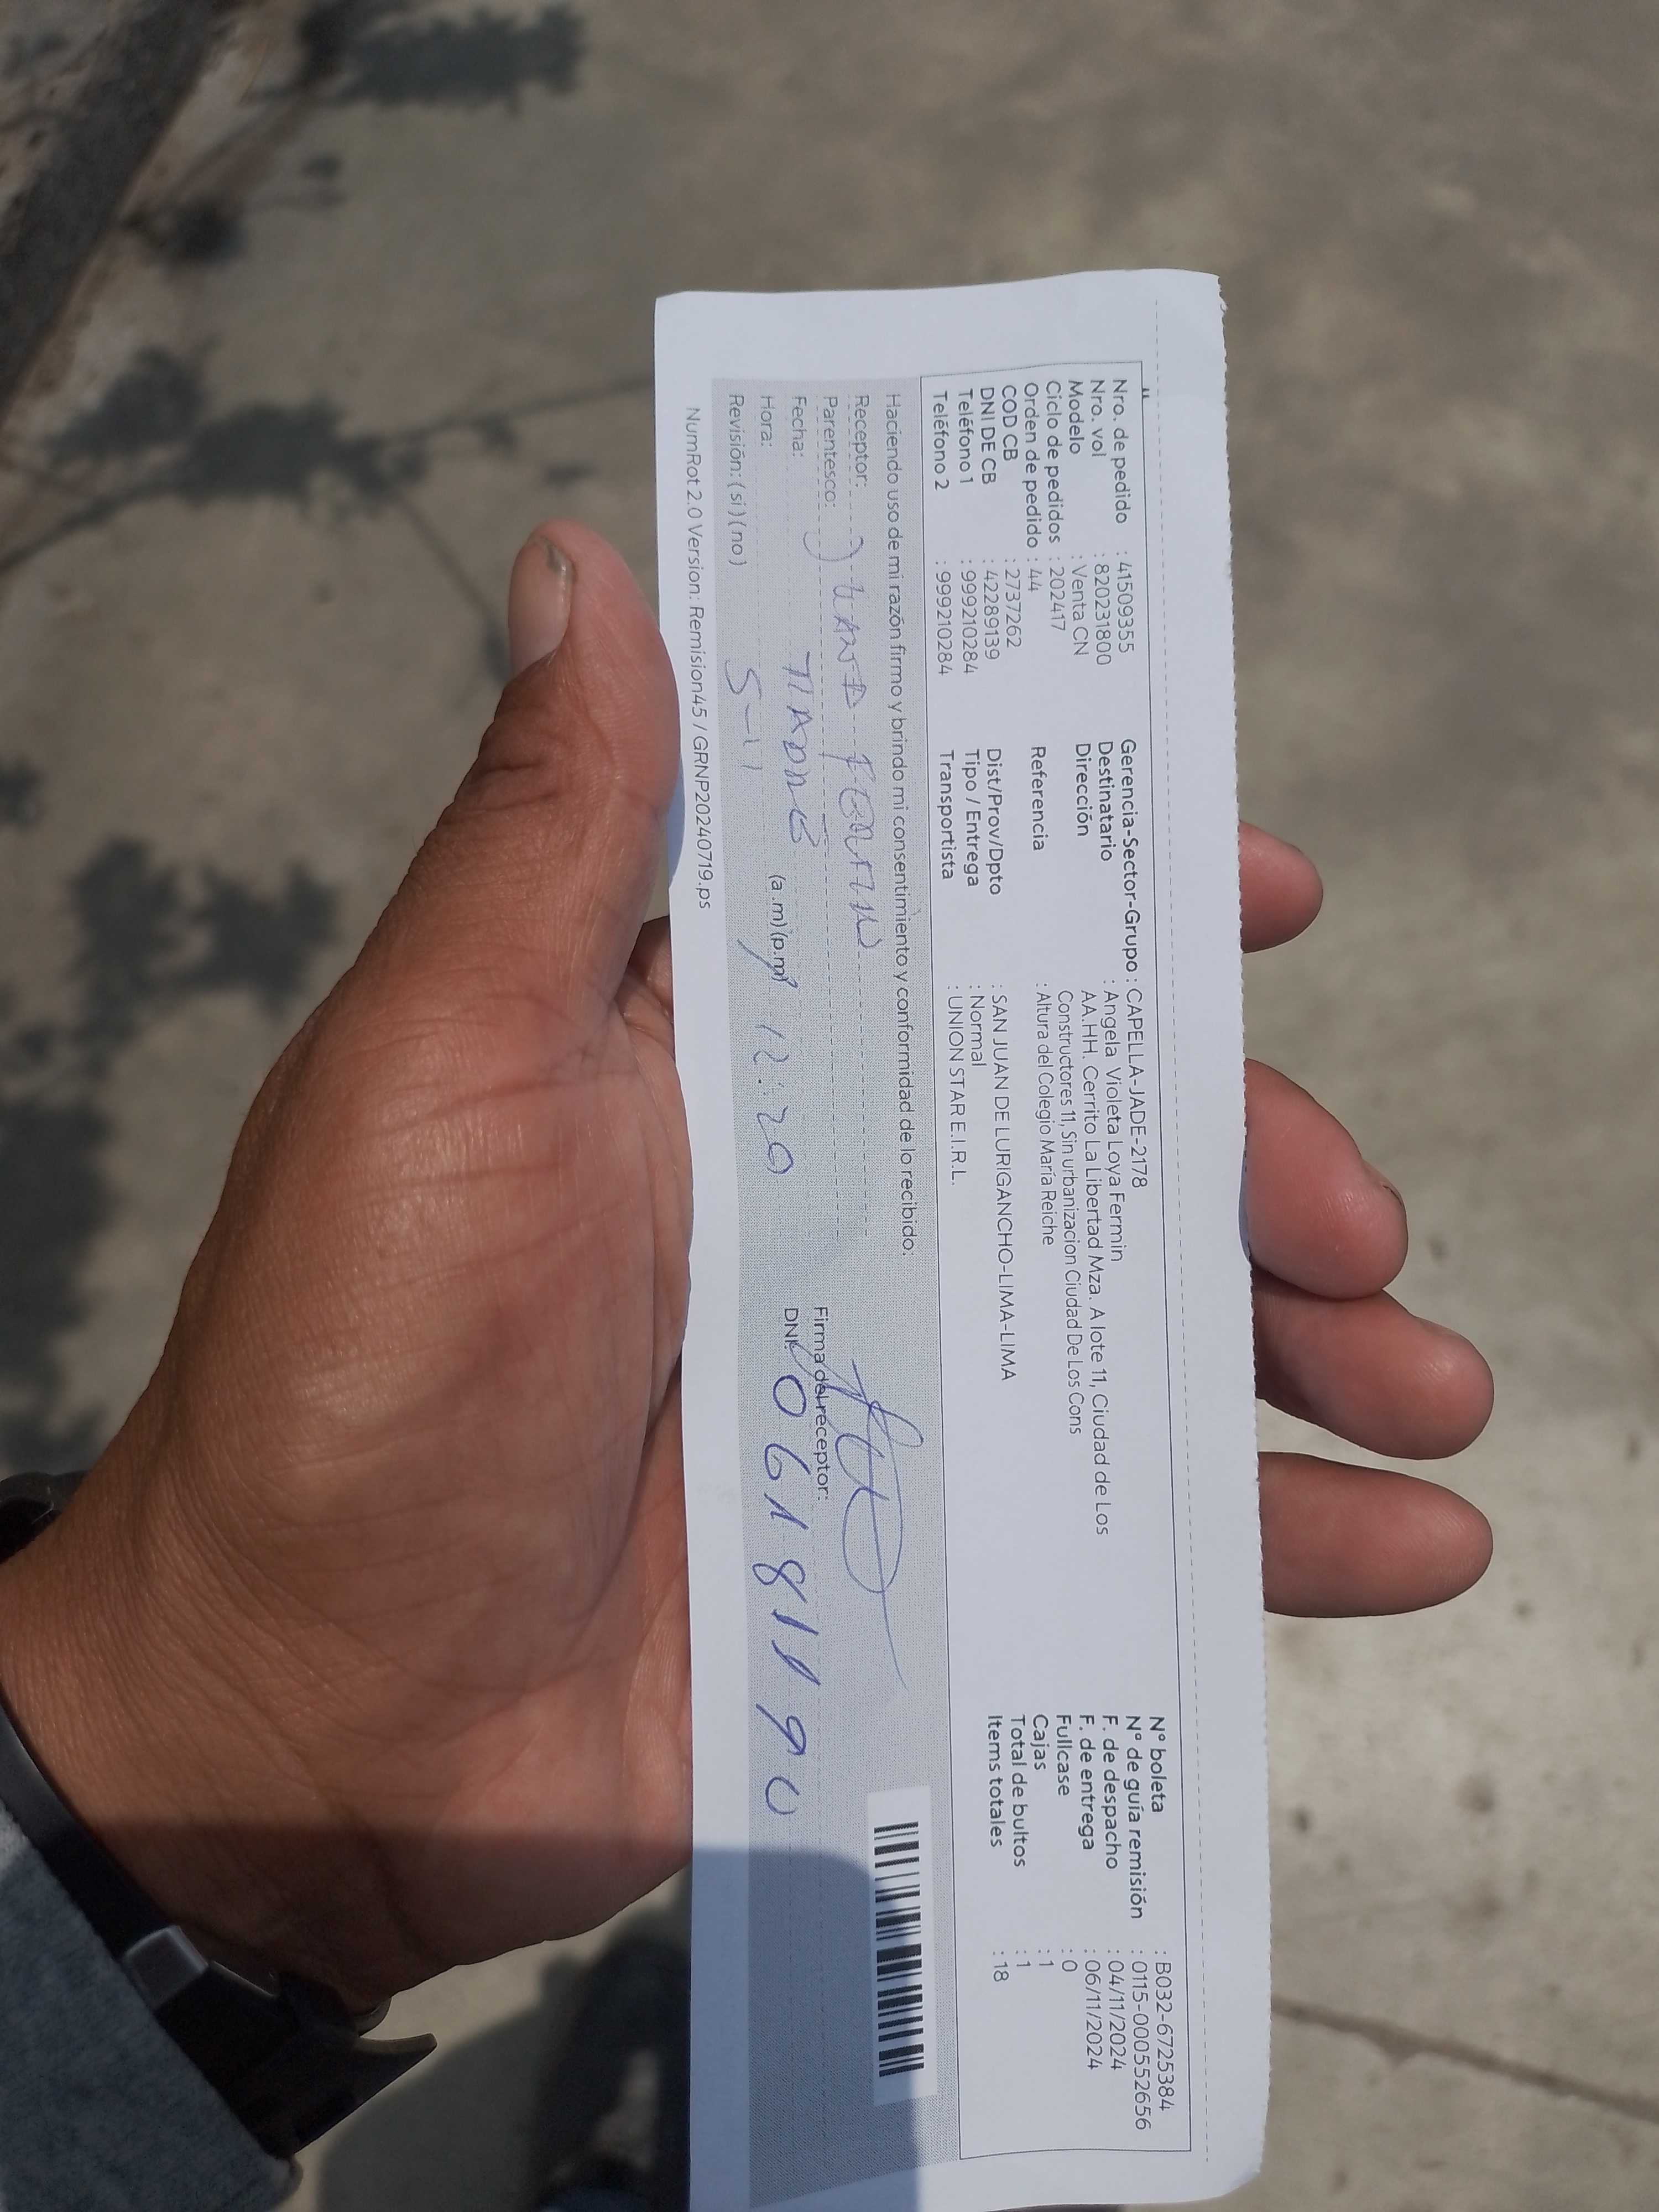 Nro. de pedido : 41509355
Nro. vol : 820231800
Modelo : Venta CN
Ciclo de pedidos : 202417
Orden de pedido : 44
COD CB : 2737262
DNI DE CB : 42289139
Teléfono 1 : 999210284
Teléfono 2 : 999210284
Gerencia-Sector-Grupo : CAPELLA-JADE-2178
Destinatario : Angela Violeta Loya Fermin
Dirección AA.HH. Cerrito La Libertad Mza. A lote 11, Ciudad de Los
Constructores 11, Sin urbanizacion Ciudad De Los Cons
Referencia : Altura del Colegio María Reiche
Dist/Prov/Dpto : SAN JUAN DE LURIGANCHO-LIMA-LIMA
Tipo / Entrega : Normal
Transportista : UNION STAR E.I.R.L.
N° boleta : B032-6725384
N° de guía remisión : 0115-000552656
F. de despacho : 04/11/2024
F. de entrega : 06/11/2024
Fullcase : 0
Cajas : 1
Total de bultos : 1
Items totales : 18
Haciendo uso de mi razón firmo y brindo mi consentimiento y conformidad de lo recibido:
Receptor:
Parentesco:
Fecha:
Hora: (a.m)(p.m) 12:20
Revisión: (si)(no) 5-11
Firma del receptor:
DNI: 06181190
NumRot 2.0 Version: Remision45 / GRNP20240719.ps